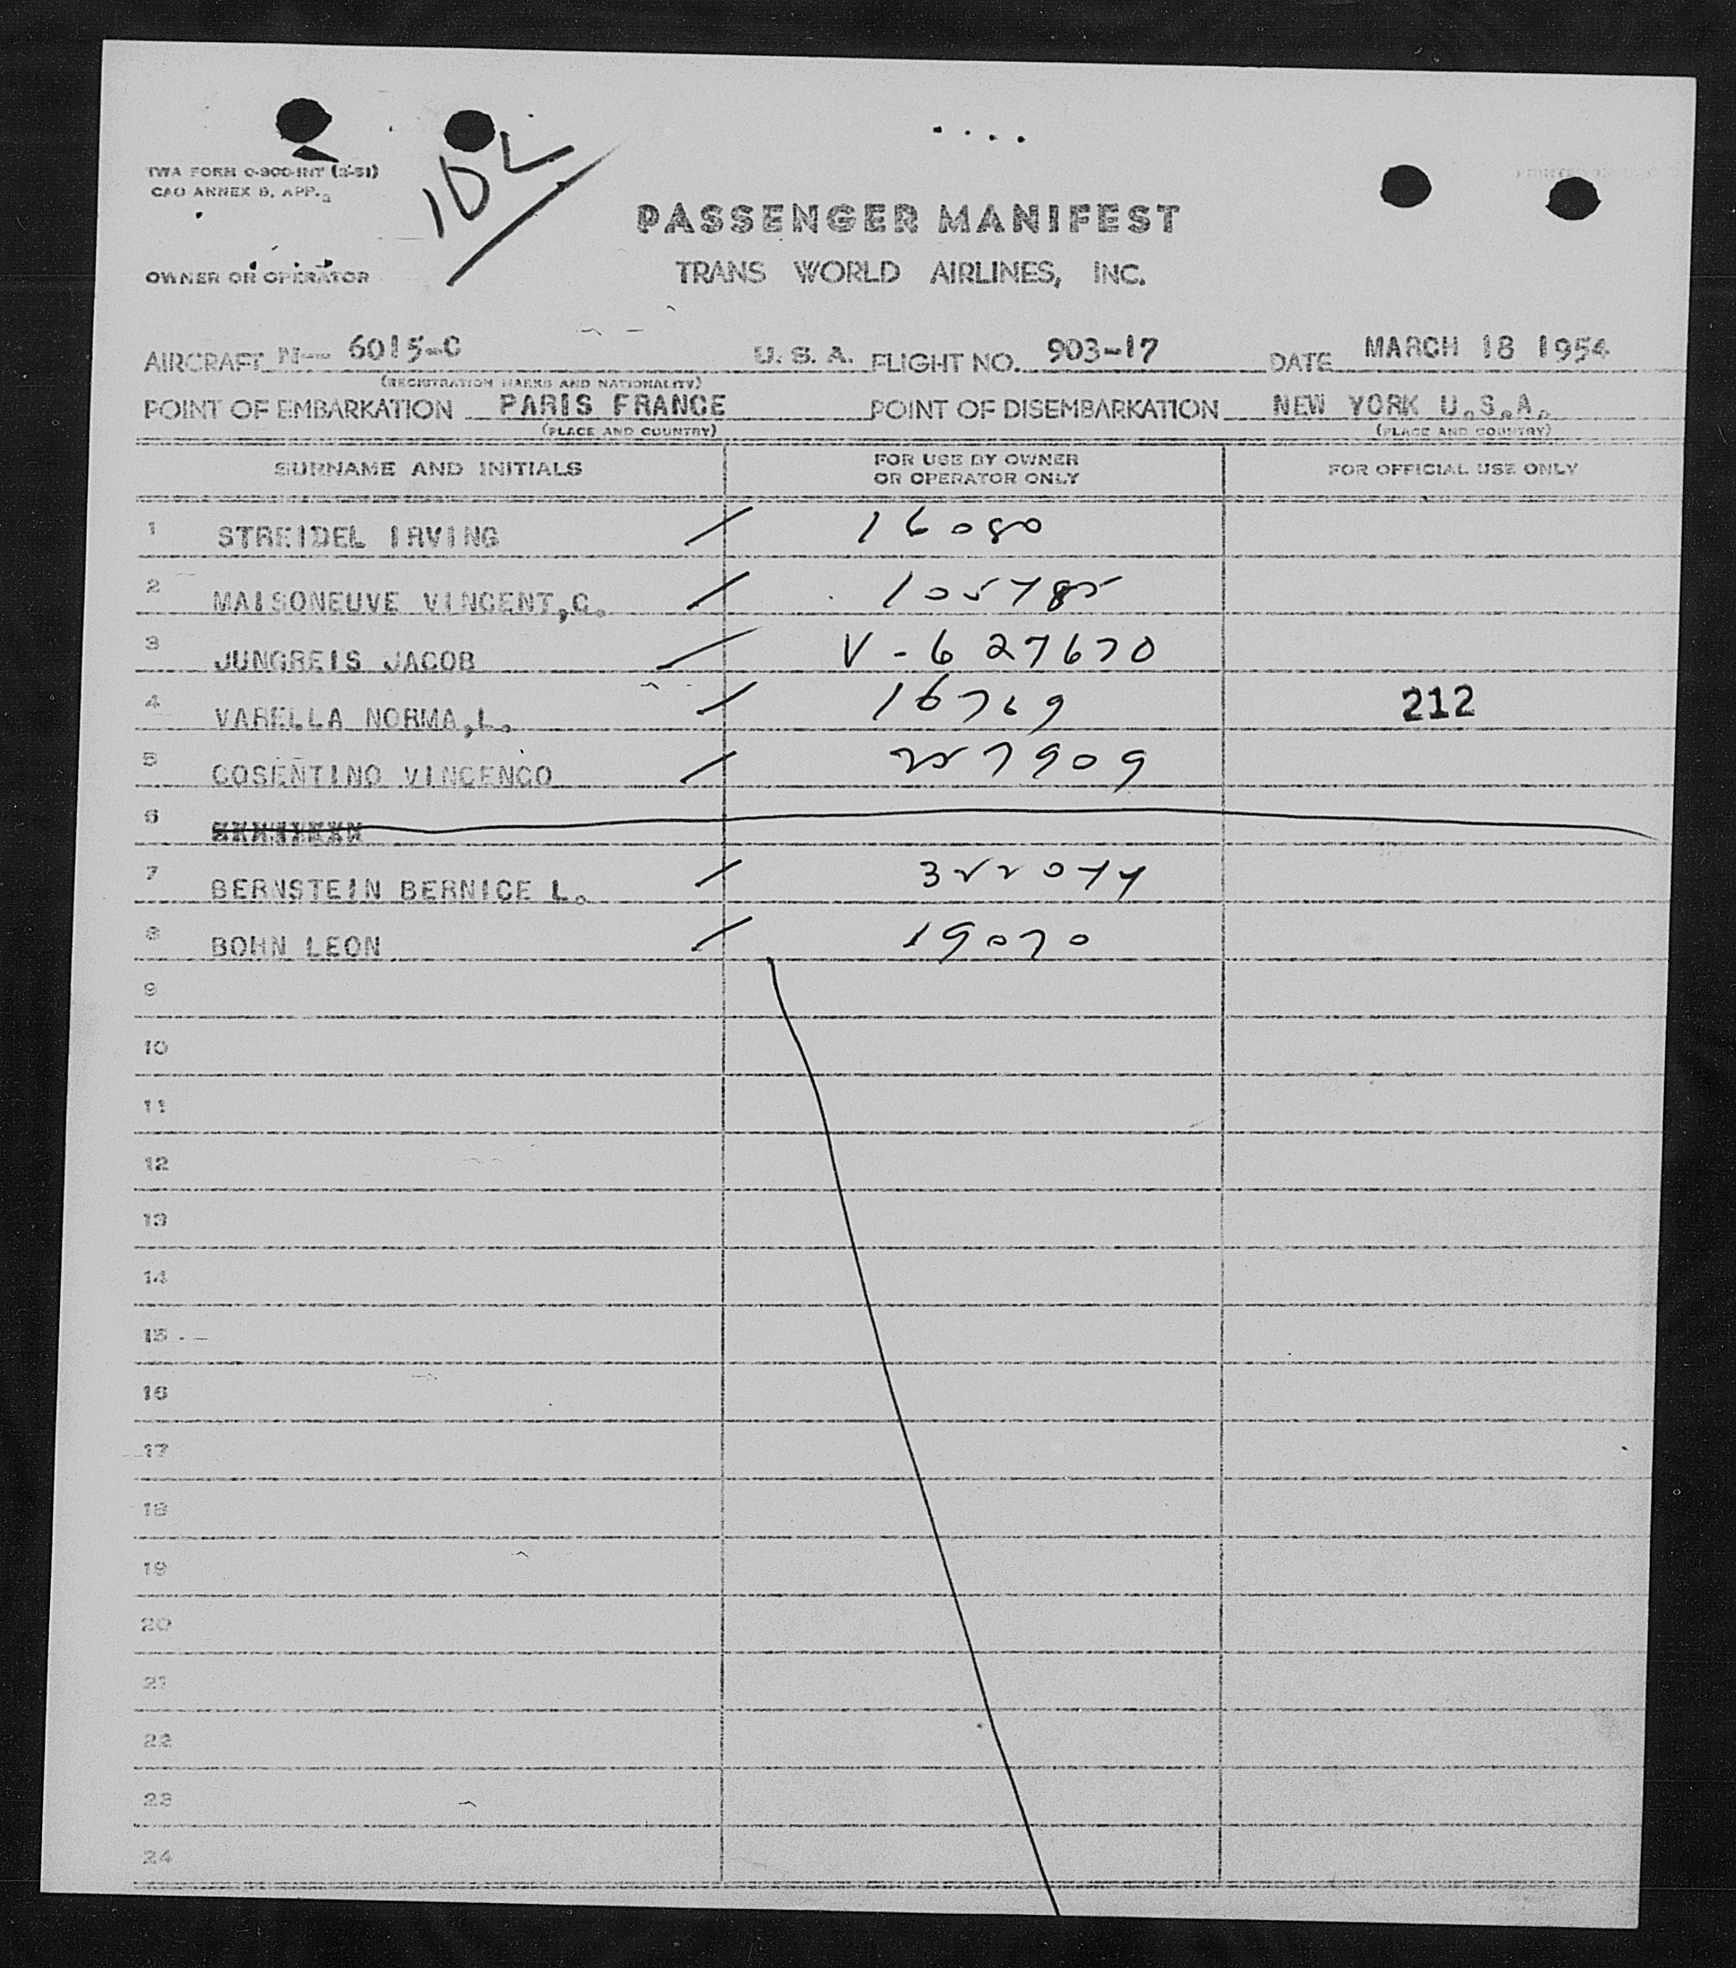 TWA FORM O-900-INT (3-51)
CAO ANNEX 9, APP. 3
OWNER OR OPERATOR
PASSENGER MANIFEST
TRANS WORLD AIRLINES, INC.
AIRCRAFT N-- 6015-C U. S. A. FLIGHT NO. 903-17 DATE MARCH 18 1954
(REGISTRATION MARKS AND NATIONALITY)
POINT OF EMBARKATION PARIS FRANCE POINT OF DISEMBARKATION NEW YORK U.S.A.
(PLACE AND COUNTRY) (PLACE AND COUNTRY)
SURNAME AND INITIALS FOR USE BY OWNER OR OPERATOR ONLY FOR OFFICIAL USE ONLY
1 STREIDEL IRVING / 16080
2 MAISONEUVE VINCENT,C. / 105785
3 JUNGREIS JACOB / V-627670
4 VARELLA NORMA,L. / 16769 212
5 COSENTINO VINCENCO /
6
7 BERNSTEIN BERNICE L. /
8 BOHN LEON / 19070
9
10
11
12
13
14
15
16
17
18
19
20
21
22
23
24